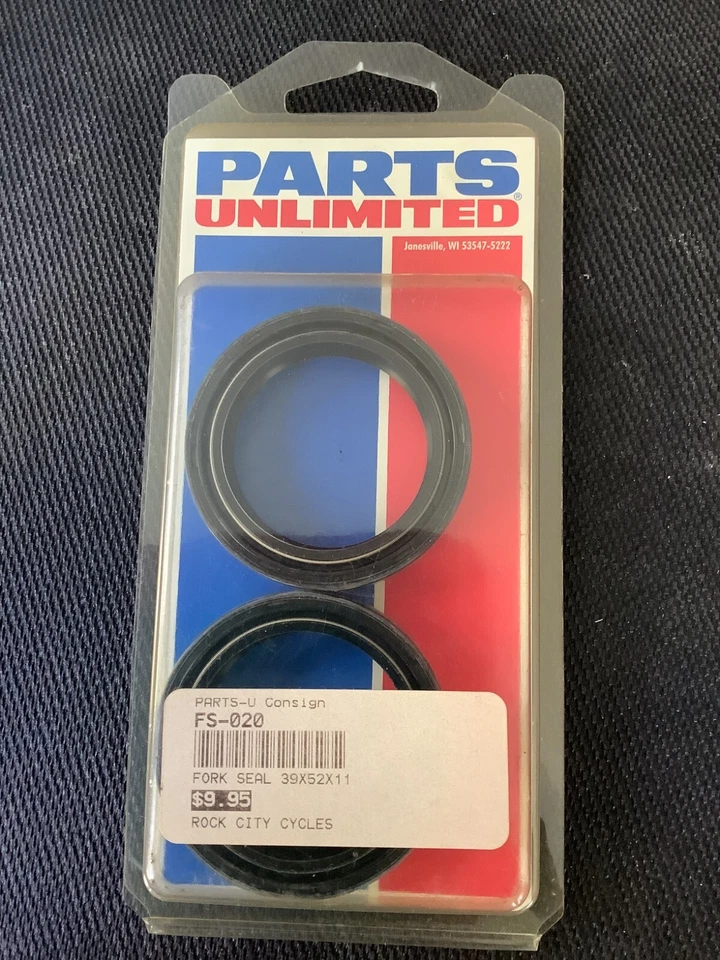 PARTS
UNLIMITED®
Janesville, WI 53547-5222
PARTS-U Consign
FS-020
FORK SEAL 39X52X11
$9.95
ROCK CITY CYCLES